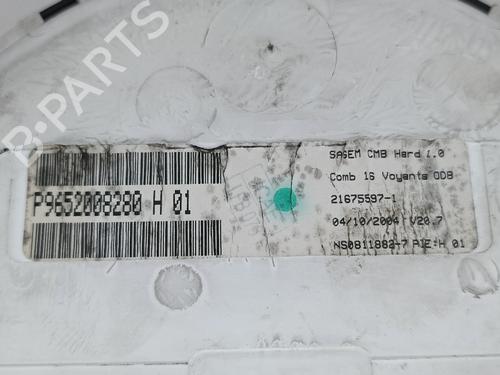 B-PARTS
P9652008280 H 01
SAGEM CMB Hard 1.0
Comb 16 Voyants ODB
21675597-1
04/10/2004 V20.7
NS0811882-7 PIE:H 01